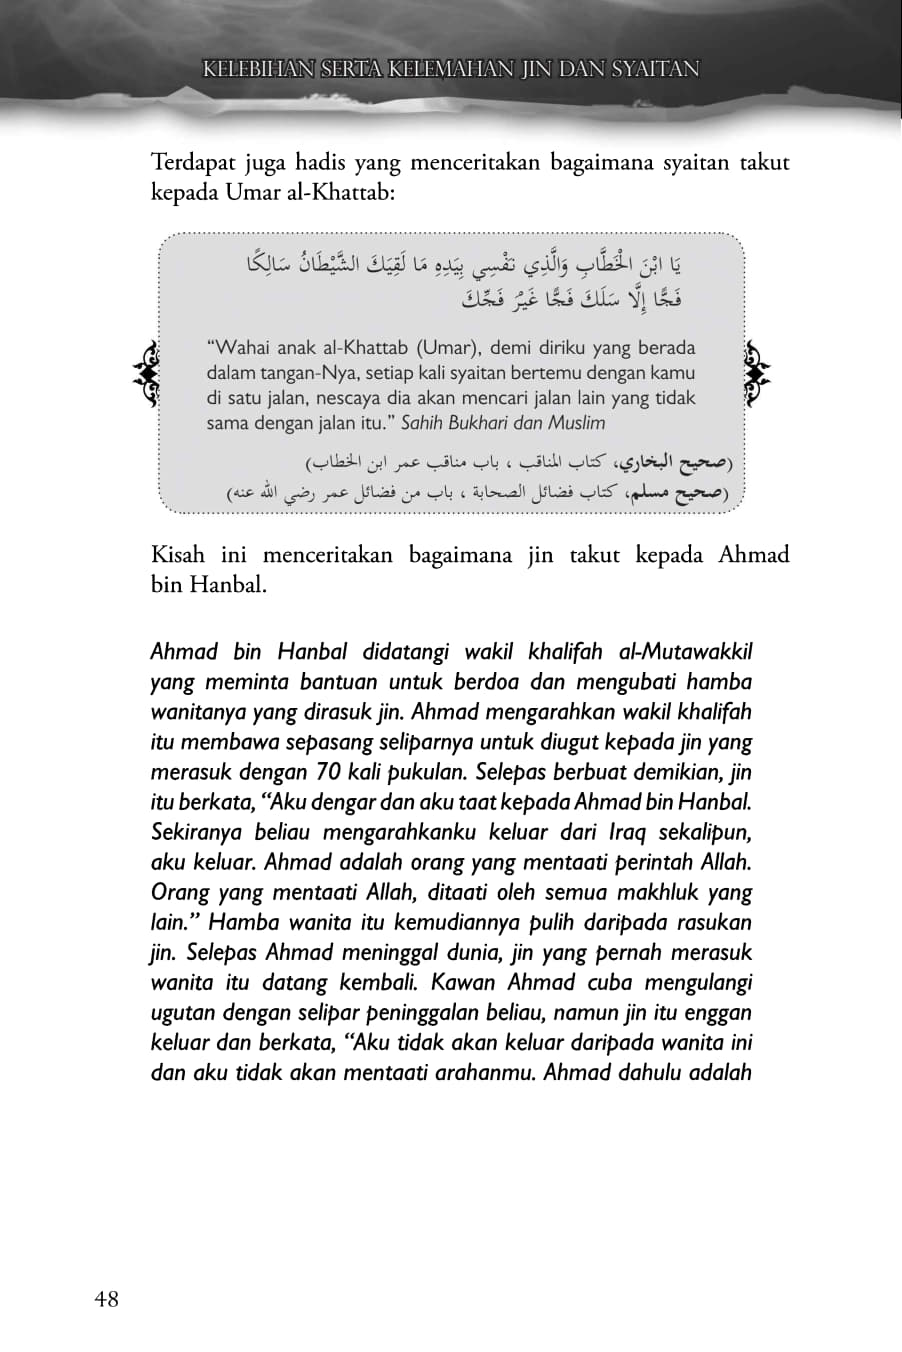 KELEBIHAN SERTA KELEMAHAN JIN DAN SYAITAN
Terdapat juga hadis yang menceritakan bagaimana syaitan takut
kepada Umar al-Khattab:
يَا ابْنَ الْخَطَّابِ وَالَّذِي نَفْسِي بِيَدِهِ مَا لَقِيَكَ الشَّيْطَانُ سَالِكًا
فَجًّا إِلَّا سَلَكَ فَجًّا غَيْرَ فَجِّكَ
“Wahai anak al-Khattab (Umar), demi diriku yang berada
dalam tangan-Nya, setiap kali syaitan bertemu dengan kamu
di satu jalan, nescaya dia akan mencari jalan lain yang tidak
sama dengan jalan itu.” Sahih Bukhari dan Muslim
(صحيح البخاري، كتاب المناقب ، باب مناقب عمر ابن الخطاب)
(صحيح مسلم، كتاب فضائل الصحابة ، باب من فضائل عمر رضي الله عنه)
Kisah ini menceritakan bagaimana jin takut kepada Ahmad
bin Hanbal.
Ahmad bin Hanbal didatangi wakil khalifah al-Mutawakkil
yang meminta bantuan untuk berdoa dan mengubati hamba
wanitanya yang dirasuk jin. Ahmad mengarahkan wakil khalifah
itu membawa sepasang seliparnya untuk diugut kepada jin yang
merasuk dengan 70 kali pukulan. Selepas berbuat demikian, jin
itu berkata, “Aku dengar dan aku taat kepada Ahmad bin Hanbal.
Sekiranya beliau mengarahkanku keluar dari Iraq sekalipun,
aku keluar. Ahmad adalah orang yang mentaati perintah Allah.
Orang yang mentaati Allah, ditaati oleh semua makhluk yang
lain.” Hamba wanita itu kemudiannya pulih daripada rasukan
jin. Selepas Ahmad meninggal dunia, jin yang pernah merasuk
wanita itu datang kembali. Kawan Ahmad cuba mengulangi
ugutan dengan selipar peninggalan beliau, namun jin itu enggan
keluar dan berkata, “Aku tidak akan keluar daripada wanita ini
dan aku tidak akan mentaati arahanmu. Ahmad dahulu adalah
48